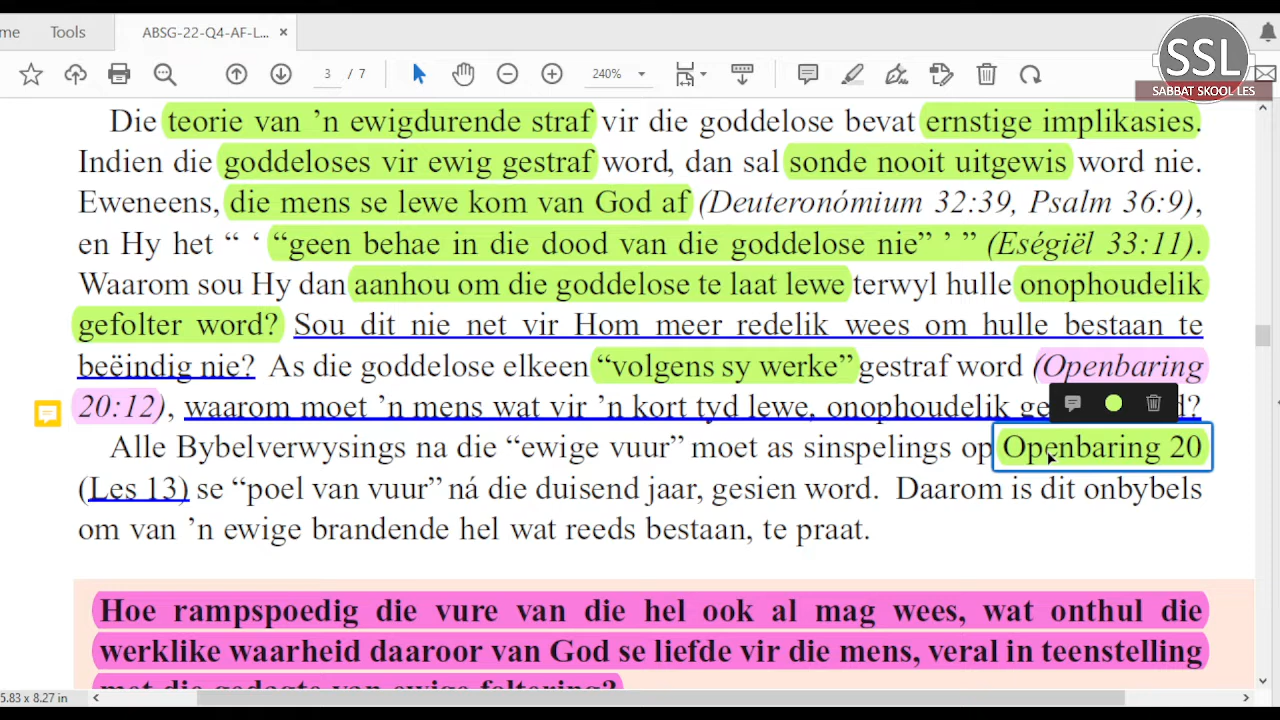 me Tools ABSG-22-Q4-AF-L... ×
3 / 7 240%
SSL
SABBAT SKOOL LES
Die teorie van ’n ewigdurende straf vir die goddelose bevat ernstige implikasies.
Indien die goddeloses vir ewig gestraf word, dan sal sonde nooit uitgewis word nie.
Eweneens, die mens se lewe kom van God af (Deuteronómium 32:39, Psalm 36:9),
en Hy het “ ‘ “geen behae in die dood van die goddelose nie” ’ ” (Eségiël 33:11).
Waarom sou Hy dan aanhou om die goddelose te laat lewe terwyl hulle onophoudelik
gefolter word? Sou dit nie net vir Hom meer redelik wees om hulle bestaan te
beëindig nie? As die goddelose elkeen “volgens sy werke” gestraf word (Openbaring
20:12), waarom moet ’n mens wat vir ’n kort tyd lewe, onophoudelik
Alle Bybelverwysings na die “ewige vuur” moet as sinspelings op Openbaring 20
(Les 13) se “poel van vuur” ná die duisend jaar, gesien word. Daarom is dit onbybels
om van ’n ewige brandende hel wat reeds bestaan, te praat.
Hoe rampspoedig die vure van die hel ook al mag wees, wat onthul die
werklike waarheid daaroor van God se liefde vir die mens, veral in teenstelling
met die gedagte van ewige foltering?
5.83 x 8.27 in